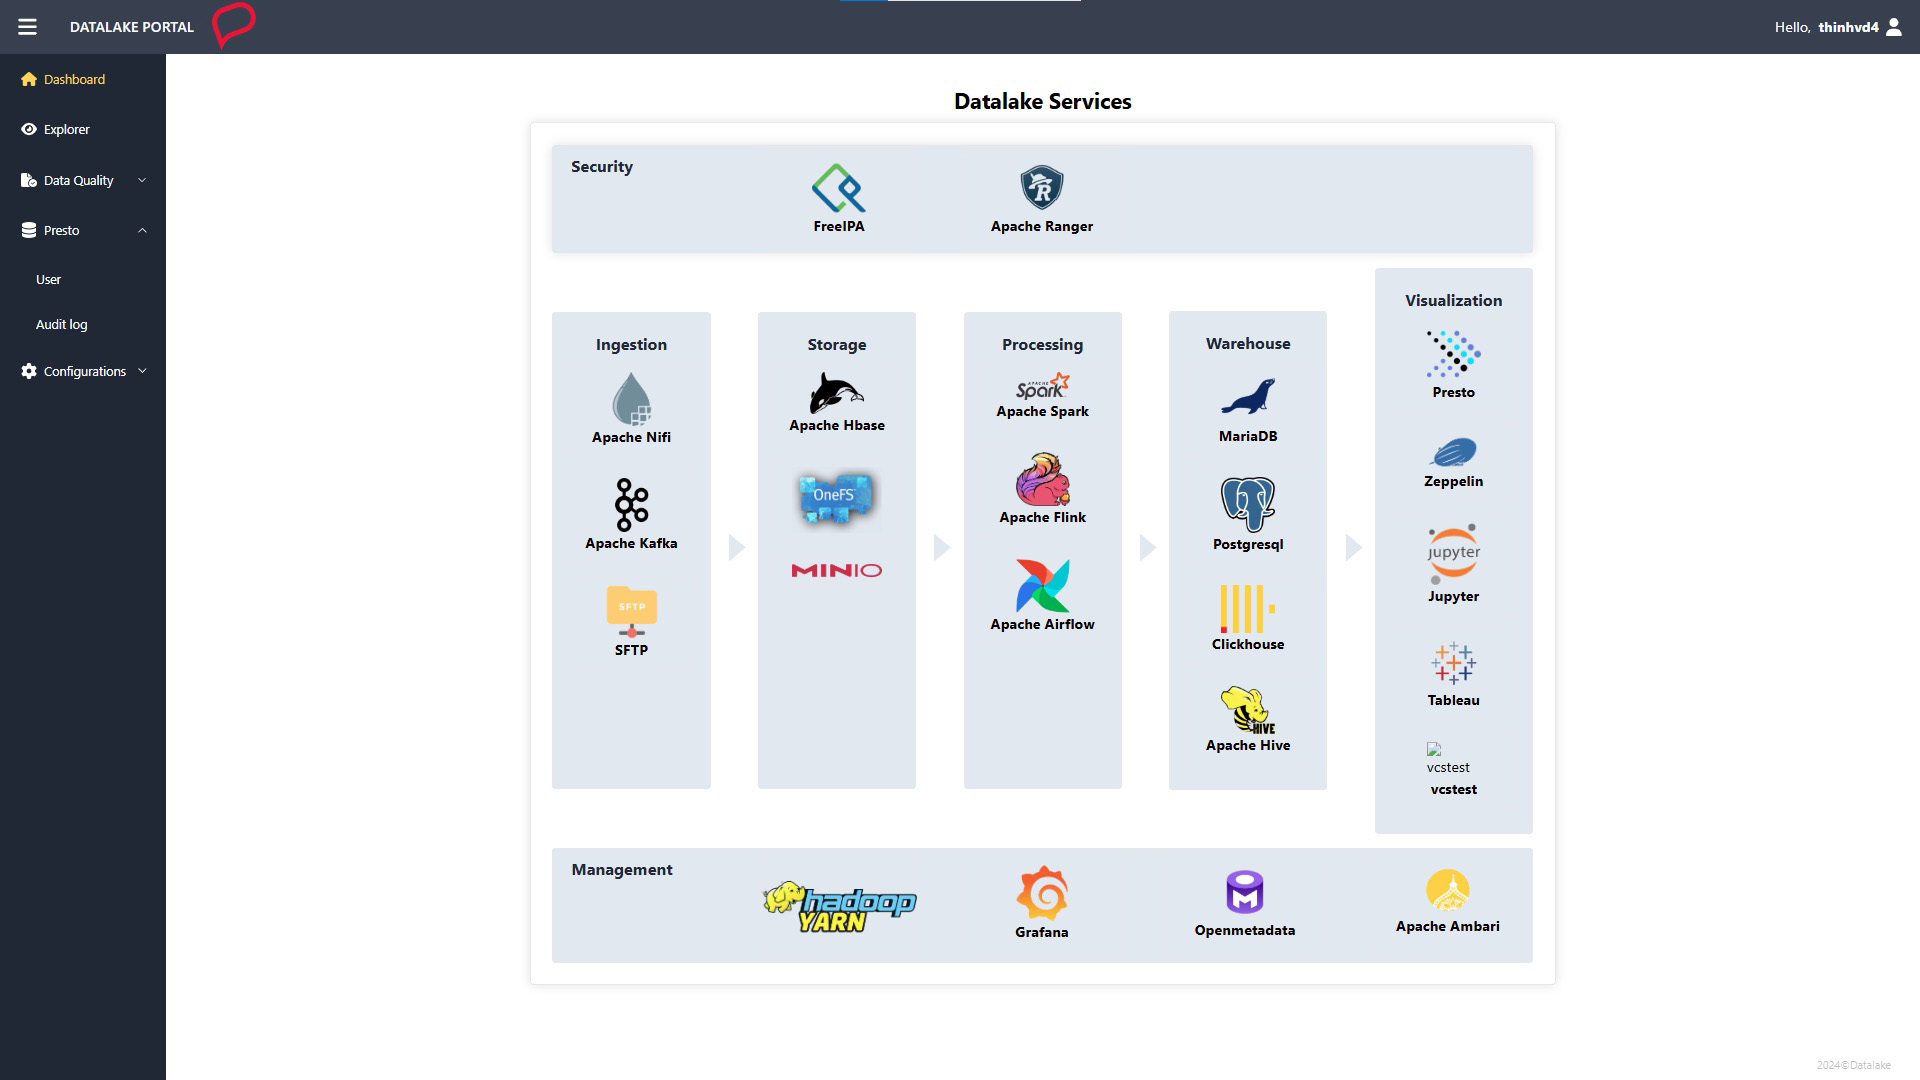 DATALAKE PORTAL
Hello, thinhvd4
Dashboard
Explorer
Data Quality
Presto
User
Audit log
Configurations
Datalake Services
Security
FreeIPA
Apache Ranger
Ingestion
Apache Nifi
Apache Kafka
SFTP
SFTP
Storage
Apache Hbase
OneFS
MINIO
Processing
APACHE
Spark
Apache Spark
Apache Flink
Apache Airflow
Warehouse
MariaDB
Postgresql
Clickhouse
HIVE
Apache Hive
Visualization
Presto
Zeppelin
jupyter
Jupyter
Tableau
vcstest
vcstest
Management
hadoop
YARN
Grafana
Openmetadata
Apache Ambari
2024©Datalake